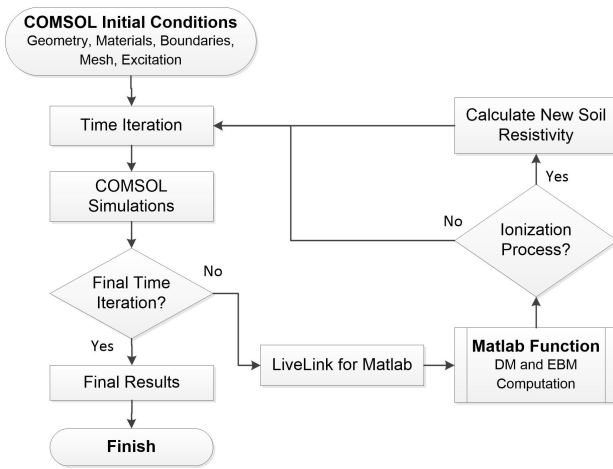 COMSOL Initial Conditions
Geometry, Materials, Boundaries,
Mesh, Excitation
Time Iteration
COMSOL
Simulations
Final Time
Iteration?
No
Yes
Final Results
Finish
LiveLink for Matlab
Matlab Function
DM and EBM
Computation
Ionization
Process?
No
Yes
Calculate New Soil
Resistivity